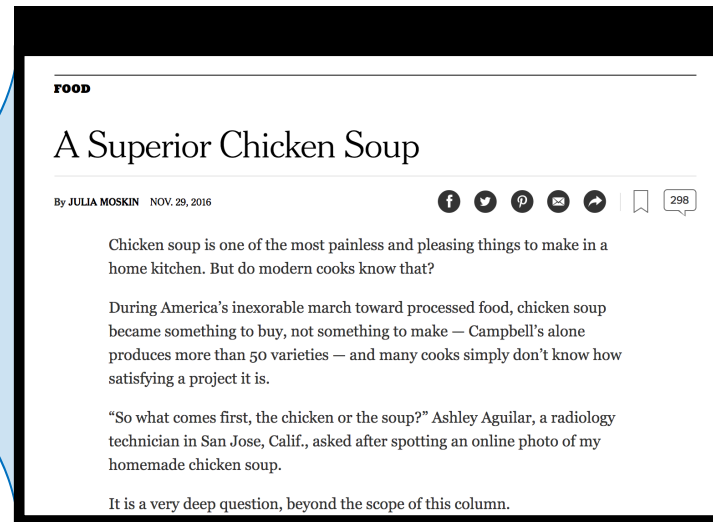 FOOD
A Superior Chicken Soup
By JULIA MOSKIN NOV. 29, 2016
298
Chicken soup is one of the most painless and pleasing things to make in a
home kitchen. But do modern cooks know that?
During America’s inexorable march toward processed food, chicken soup
became something to buy, not something to make — Campbell’s alone
produces more than 50 varieties — and many cooks simply don’t know how
satisfying a project it is.
“So what comes first, the chicken or the soup?” Ashley Aguilar, a radiology
technician in San Jose, Calif., asked after spotting an online photo of my
homemade chicken soup.
It is a very deep question, beyond the scope of this column.